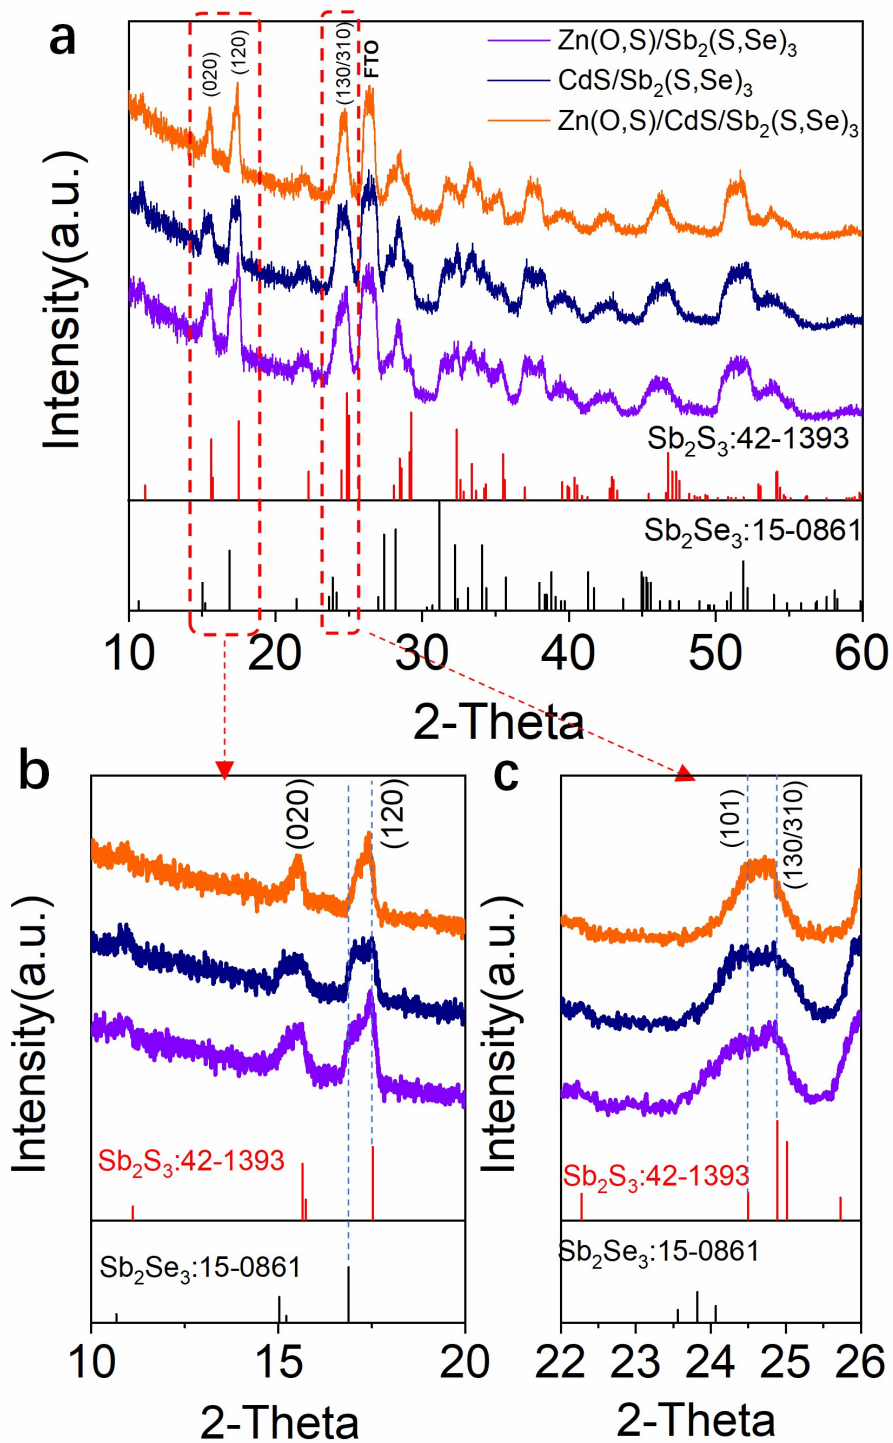 a
Zn(O,S)/Sb₂(S,Se)₃
CdS/Sb₂(S,Se)₃
Zn(O,S)/CdS/Sb₂(S,Se)₃
(020)
(120)
(130/310)
FTO
Intensity(a.u.)
Sb₂S₃:42-1393
Sb₂Se₃:15-0861
10 20 30 40 50 60
2-Theta
b
(020)
(120)
Intensity(a.u.)
Sb₂S₃:42-1393
Sb₂Se₃:15-0861
10 15 20
2-Theta
c
(101)
(130/310)
Intensity(a.u.)
Sb₂S₃:42-1393
Sb₂Se₃:15-0861
22 23 24 25 26
2-Theta